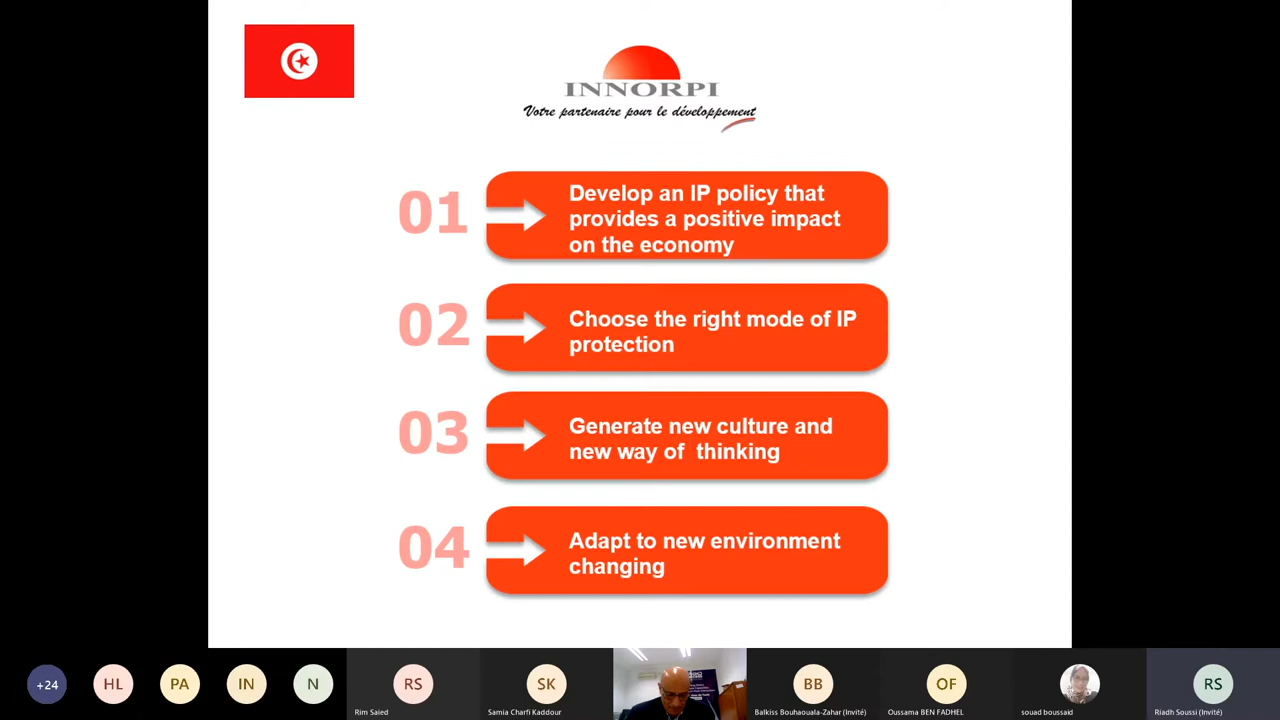 INNORPI
Votre partenaire pour le développement
01
Develop an IP policy that
provides a positive impact
on the economy
02
Choose the right mode of IP
protection
03
Generate new culture and
new way of  thinking
04
Adapt to new environment
changing
+24
HL
PA
IN
N
RS
Rim Saied
SK
Samia Charfi Kaddour
BB
Balkiss Bouhaouala-Zahar (Invité)
OF
Oussama BEN FADHEL
souad boussaid
RS
Riadh Soussi (Invité)